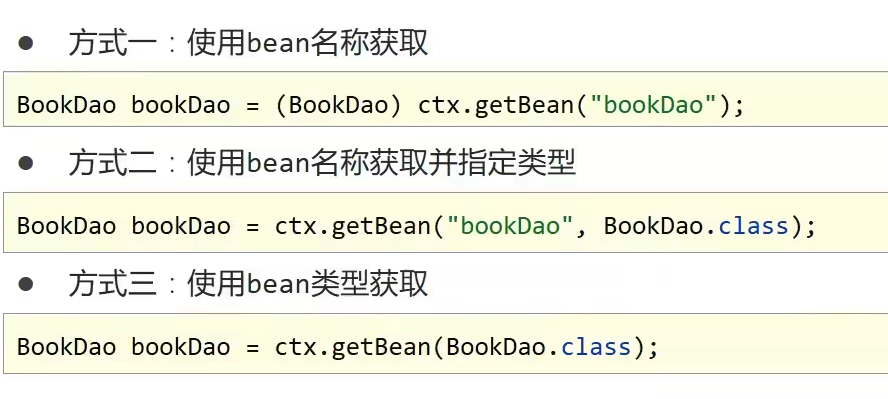 ● 方式一：使用bean名称获取
BookDao bookDao = (BookDao) ctx.getBean("bookDao");
● 方式二：使用bean名称获取并指定类型
BookDao bookDao = ctx.getBean("bookDao", BookDao.class);
● 方式三：使用bean类型获取
BookDao bookDao = ctx.getBean(BookDao.class);